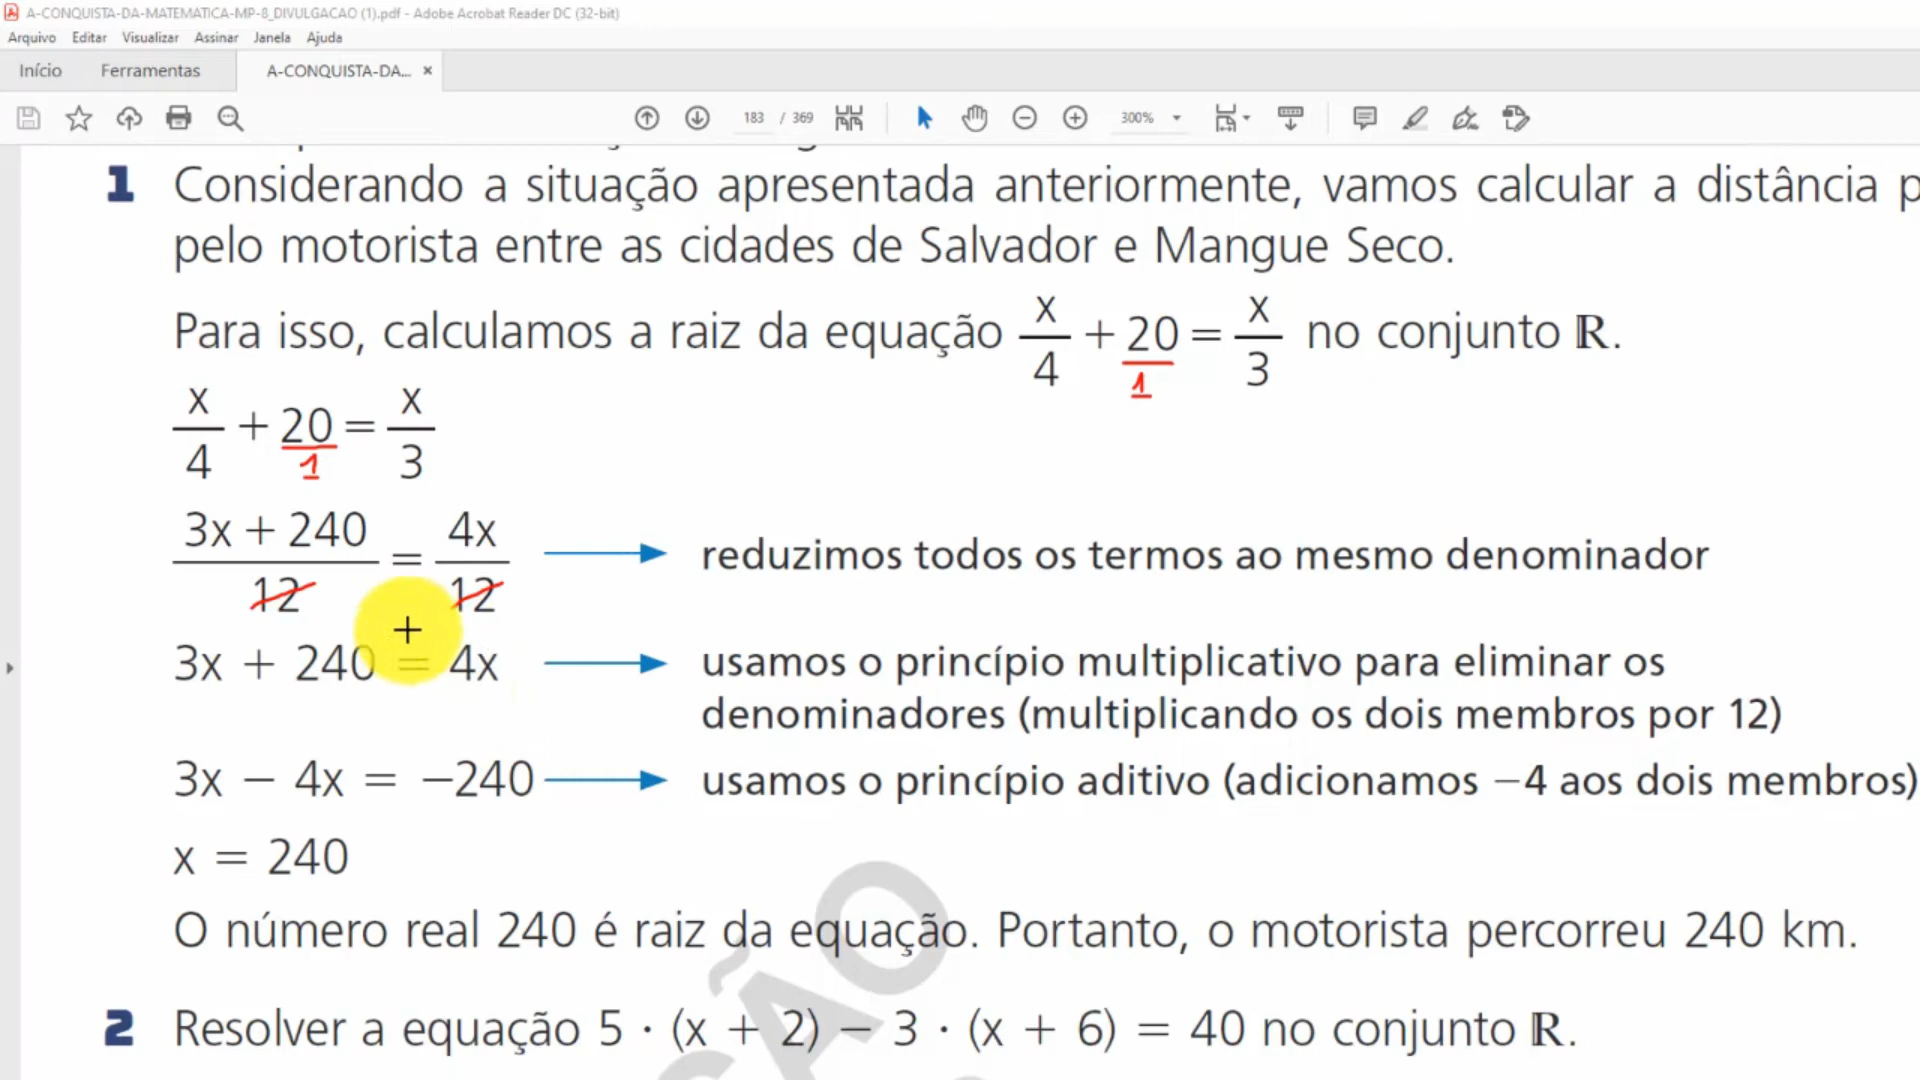 A-CONQUISTA-DA-MATEMATICA-MP-8_DIVULGACAO (1).pdf - Adobe Acrobat Reader DC (32-bit)
Arquivo Editar Visualizar Assinar Janela Ajuda
Início Ferramentas A-CONQUISTA-DA... ×
183 / 369 300%
1 Considerando a situação apresentada anteriormente, vamos calcular a distância p
pelo motorista entre as cidades de Salvador e Mangue Seco.
Para isso, calculamos a raiz da equação x/4 + 20/1 = x/3 no conjunto ℝ.
x/4 + 20/1 = x/3
3x + 240/12 = 4x/12 reduzimos todos os termos ao mesmo denominador
3x + 240 = 4x usamos o princípio multiplicativo para eliminar os
denominadores (multiplicando os dois membros por 12)
3x − 4x = −240 usamos o princípio aditivo (adicionamos −4 aos dois membros)
x = 240
O número real 240 é raiz da equação. Portanto, o motorista percorreu 240 km.
ÇÃO
2 Resolver a equação 5 · (x + 2) − 3 · (x + 6) = 40 no conjunto ℝ.